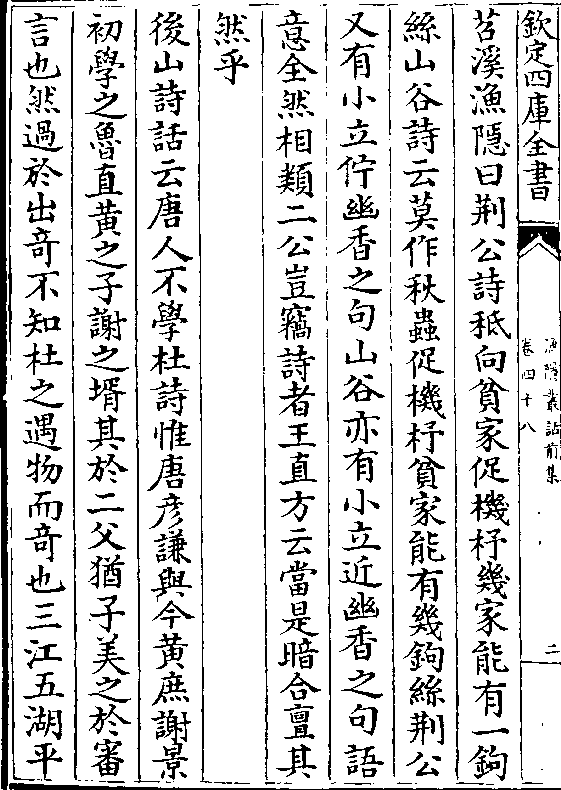 欽定四庫全書
漁隱叢話前集
卷四十八
二
苕溪漁隱曰荆公詩秪向貧家促機杼幾家能有一鉤
絲山谷詩云莫作秋蟲促機杼貧家能有幾鉤絲荆公
又有小立佇幽香之句山谷亦有小立近幽香之句語
意全然相類二公豈竊詩者王直方云當是暗合亶其
然乎
後山詩話云唐人不學杜詩惟唐彦謙與今黄庶謝景
初學之魯直黄之子謝之壻其於二父猶子美之於審
言也然過於出竒不知杜之遇物而竒也三江五湖平